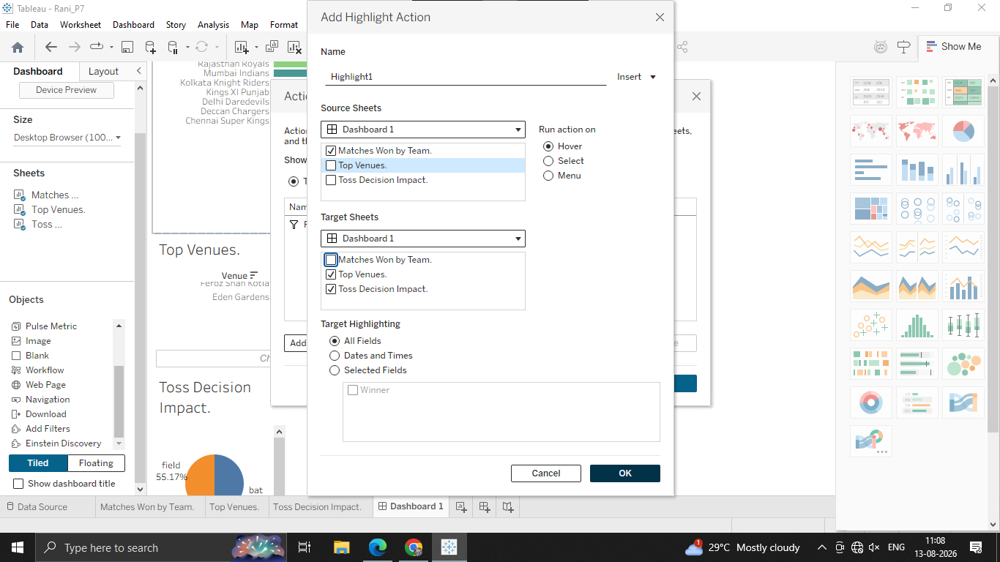 Tableau - Rani_P7
File Data Worksheet Dashboard Story Analysis Map Format
Show Me
Dashboard Layout
Device Preview
Size
Desktop Browser (100...
Sheets
Matches ...
Top Venues.
Toss ...
Objects
Pulse Metric
Image
Blank
Workflow
Web Page
Navigation
Download
Add Filters
Einstein Discovery
Tiled Floating
Show dashboard title
Rajasthan Royals
Mumbai Indians
Kolkata Knight Riders
Kings XI Punjab
Delhi Daredevils
Deccan Chargers
Chennai Super Kings
Top Venues.
Venue
Feroz Shah Kotla
Eden Gardens
Toss Decision
Impact.
field
55.17%
bat
and th
Show
Add
Add Highlight Action
Name
Highlight1 Insert
Source Sheets
Dashboard 1
Matches Won by Team.
Top Venues.
Toss Decision Impact.
Run action on
Hover
Select
Menu
Target Sheets
Dashboard 1
Matches Won by Team.
Top Venues.
Toss Decision Impact.
Target Highlighting
All Fields
Dates and Times
Selected Fields
Winner
Cancel OK
Data Source Matches Won by Team. Top Venues. Toss Decision Impact. Dashboard 1
Type here to search
1
29°C Mostly cloudy
ENG
11:08
13-08-2026